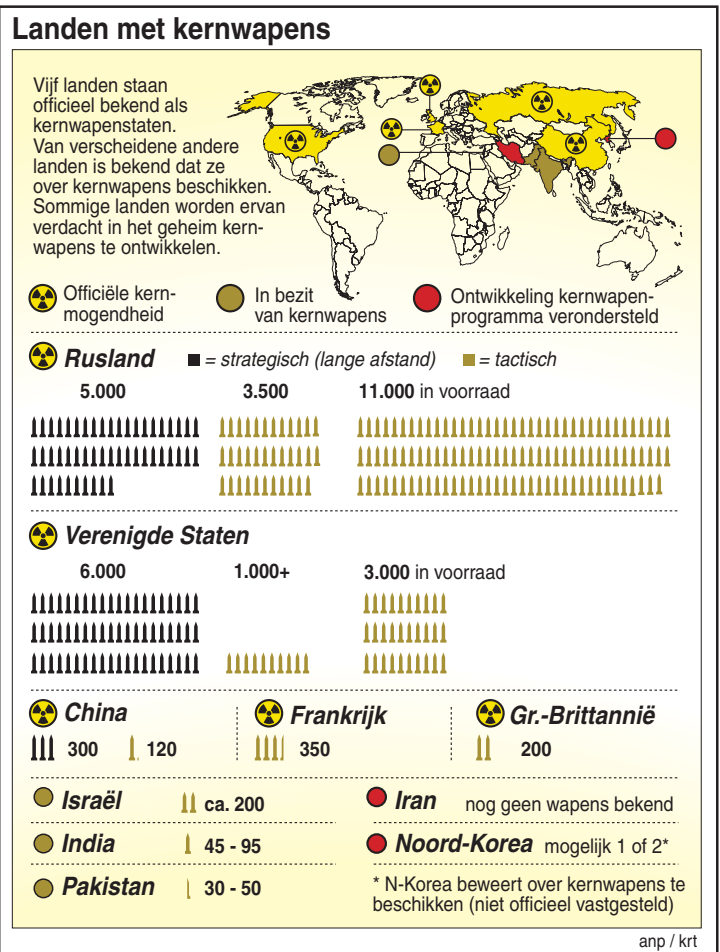 Landen met kernwapens
Vijf landen staan
officieel bekend als
kernwapenstaten.
Van verscheidene andere
landen is bekend dat ze
over kernwapens beschikken.
Sommige landen worden ervan
verdacht in het geheim kern-
wapens te ontwikkelen.
Officiële kern-
mogendheid
In bezit
van kernwapens
Ontwikkeling kernwapen-
programma verondersteld
Rusland = strategisch (lange afstand) = tactisch
5.000 3.500 11.000 in voorraad
Verenigde Staten
6.000 1.000+ 3.000 in voorraad
China Frankrijk Gr.-Brittannië
300 120 350 200
Israël ca. 200 Iran nog geen wapens bekend
India 45 - 95 Noord-Korea mogelijk 1 of 2*
Pakistan 30 - 50
* N-Korea beweert over kernwapens te
beschikken (niet officieel vastgesteld)
anp / krt